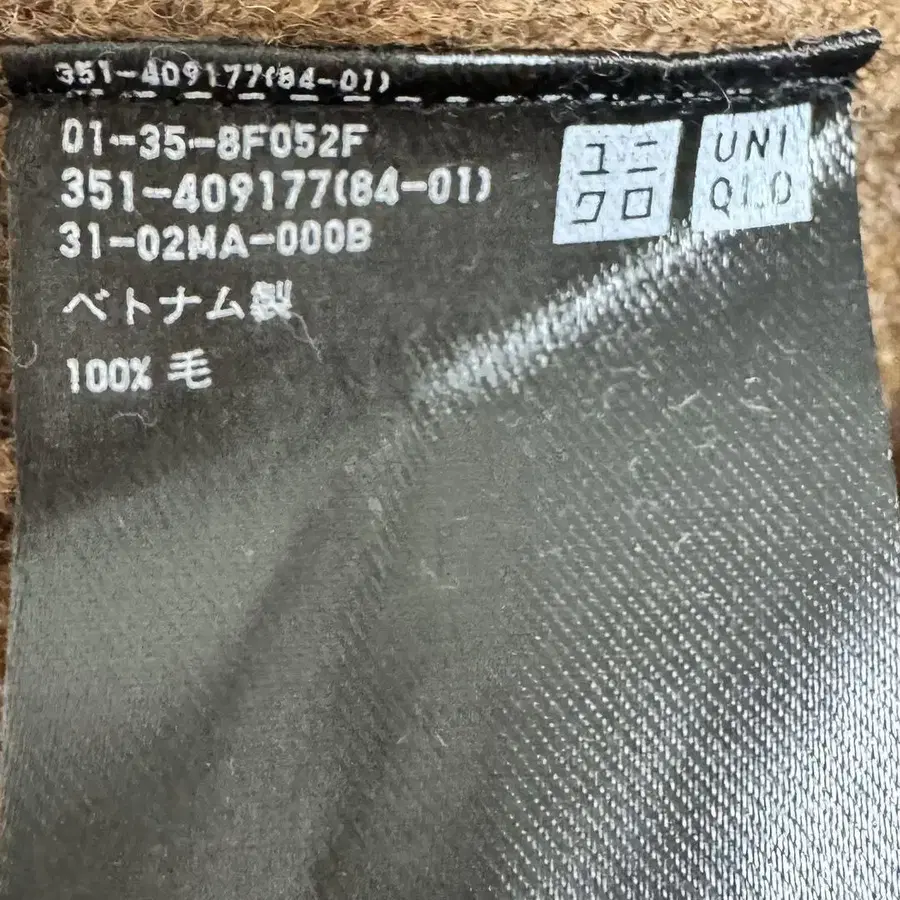 351-409177(84-01)
01-35-8F052F
351-409177(84-01)
31-02MA-000B
ベトナム製
100% 毛
ユニ
クロ
UNI
QLO